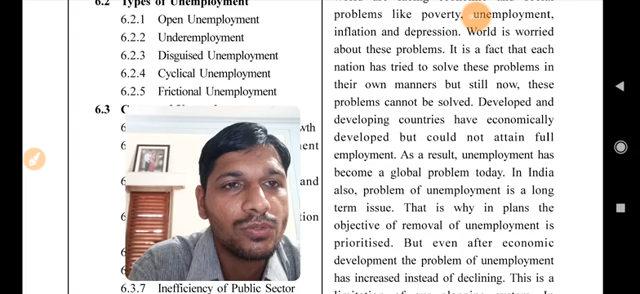 6.2 Types of Unemployment
6.2.1 Open Unemployment
6.2.2 Underemployment
6.2.3 Disguised Unemployment
6.2.4 Cyclical Unemployment
6.2.5 Frictional Unemployment
6.3
and
6.3.7 Inefficiency of Public Sector
problems like poverty, unemployment,
inflation and depression. World is worried
about these problems. It is a fact that each
nation has tried to solve these problems in
their own manners but still now, these
problems cannot be solved. Developed and
developing countries have economically
developed but could not attain full
employment. As a result, unemployment has
become a global problem today. In India
also, problem of unemployment is a long
term issue. That is why in plans the
objective of removal of unemployment is
prioritised. But even after economic
development the problem of unemployment
has increased instead of declining. This is a